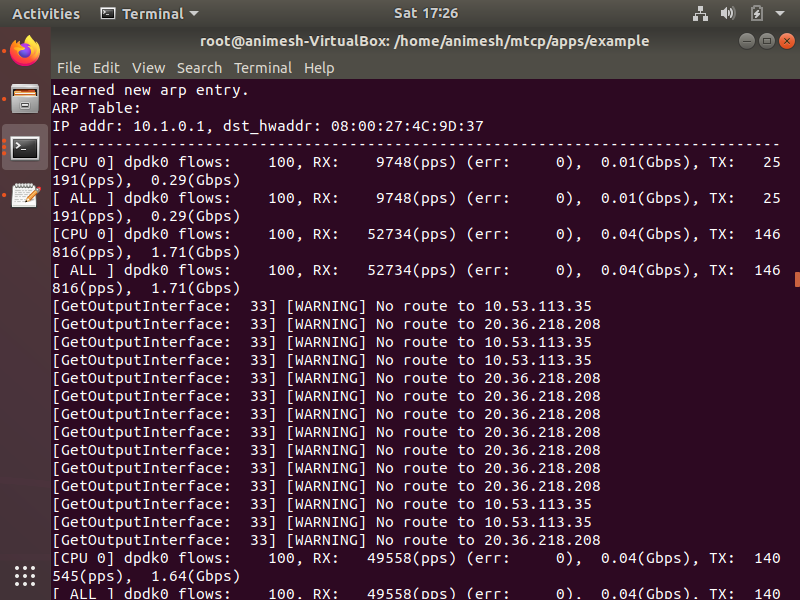 Activities Terminal Sat 17:26
root@animesh-VirtualBox: /home/animesh/mtcp/apps/example
File Edit View Search Terminal Help
Learned new arp entry.
ARP Table:
IP addr: 10.1.0.1, dst_hwaddr: 08:00:27:4C:9D:37
---------------------------------------------------------------------------------
[CPU 0] dpdk0 flows:    100, RX:    9748(pps) (err:     0),  0.01(Gbps), TX:   25
191(pps),  0.29(Gbps)
[ ALL ] dpdk0 flows:    100, RX:    9748(pps) (err:     0),  0.01(Gbps), TX:   25
191(pps),  0.29(Gbps)
[CPU 0] dpdk0 flows:    100, RX:   52734(pps) (err:     0),  0.04(Gbps), TX:  146
816(pps),  1.71(Gbps)
[ ALL ] dpdk0 flows:    100, RX:   52734(pps) (err:     0),  0.04(Gbps), TX:  146
816(pps),  1.71(Gbps)
[GetOutputInterface:  33] [WARNING] No route to 10.53.113.35
[GetOutputInterface:  33] [WARNING] No route to 20.36.218.208
[GetOutputInterface:  33] [WARNING] No route to 10.53.113.35
[GetOutputInterface:  33] [WARNING] No route to 10.53.113.35
[GetOutputInterface:  33] [WARNING] No route to 20.36.218.208
[GetOutputInterface:  33] [WARNING] No route to 20.36.218.208
[GetOutputInterface:  33] [WARNING] No route to 20.36.218.208
[GetOutputInterface:  33] [WARNING] No route to 20.36.218.208
[GetOutputInterface:  33] [WARNING] No route to 20.36.218.208
[GetOutputInterface:  33] [WARNING] No route to 20.36.218.208
[GetOutputInterface:  33] [WARNING] No route to 20.36.218.208
[GetOutputInterface:  33] [WARNING] No route to 10.53.113.35
[GetOutputInterface:  33] [WARNING] No route to 10.53.113.35
[GetOutputInterface:  33] [WARNING] No route to 20.36.218.208
[CPU 0] dpdk0 flows:    100, RX:   49558(pps) (err:     0),  0.04(Gbps), TX:  140
545(pps),  1.64(Gbps)
[ ALL ] dpdk0 flows:    100, RX:   49558(pps) (err:     0),  0.04(Gbps), TX:  140